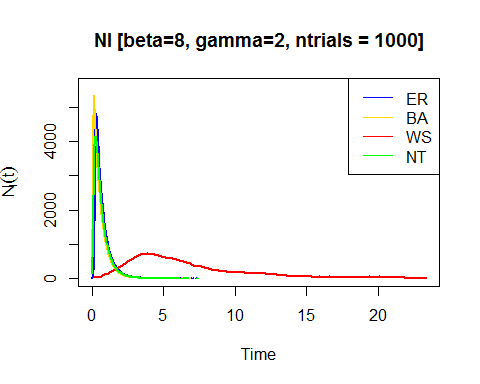 NI [beta=8, gamma=2, ntrials = 1000]
ER
BA
WS
NT
4000
2000
0
0 5 10 15 20
Time